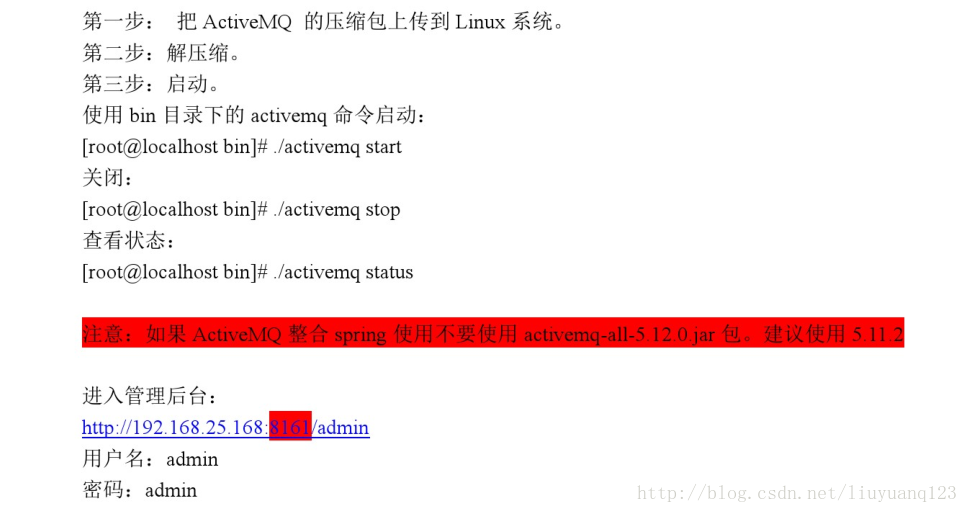 第一步： 把 ActiveMQ 的压缩包上传到 Linux 系统。
第二步：解压缩。
第三步：启动。
使用 bin 目录下的 activemq 命令启动：
[root@localhost bin]# ./activemq start
关闭：
[root@localhost bin]# ./activemq stop
查看状态：
[root@localhost bin]# ./activemq status
注意：如果 ActiveMQ 整合 spring 使用不要使用 activemq-all-5.12.0.jar 包。建议使用 5.11.2
进入管理后台：
http://192.168.25.168:8161/admin
用户名：admin
密码：admin
http://blog.csdn.net/liuyuanq123